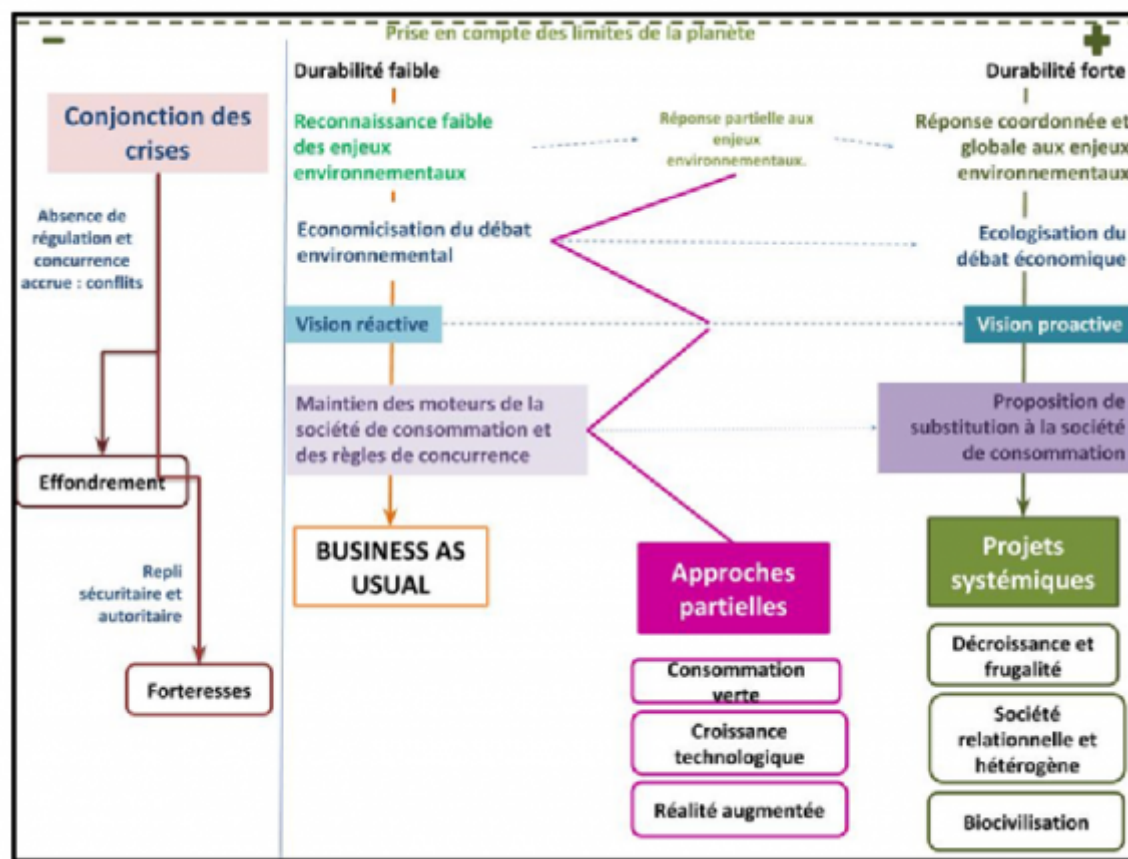 Prise en compte des limites de la planète
Conjonction des
crises
Absence de
régulation et
concurrence
accrue : conflits
Effondrement
Repli
sécuritaire et
autoritaire
Forteresses
Durabilité faible
Reconnaissance faible
des enjeux
environnementaux
Economicisation du débat
environnemental
Vision réactive
Maintien des moteurs de la
société de consommation et
des règles de concurrence
BUSINESS AS
USUAL
Réponse partielle aux
enjeux
environnementaux.
Approches
partielles
Consommation
verte
Croissance
technologique
Réalité augmentée
Durabilité forte
Réponse coordonnée et
globale aux enjeux
environnementaux
Ecologisation du
débat économique
Vision proactive
Proposition de
substitution à la société
de consommation
Projets
systémiques
Décroissance et
frugalité
Société
relationnelle et
hétérogène
Biocivilisation